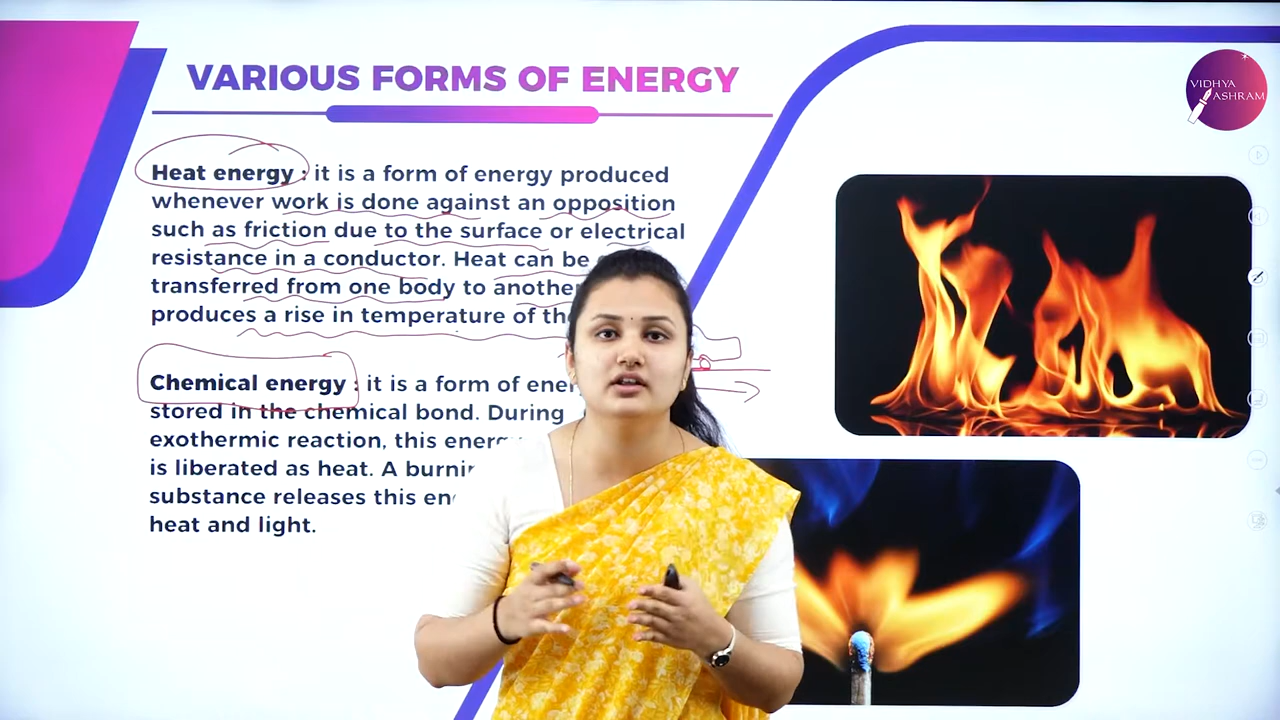 VARIOUS FORMS OF ENERGY
VIDHYA
ASHRAM
Heat energy : it is a form of energy produced
whenever work is done against an opposition
such as friction due to the surface or electrical
resistance in a conductor. Heat can be
transferred from one body to another
produces a rise in temperature of
Chemical energy : it is a form of
stored in the chemical bond. During
exothermic reaction, this
is liberated as heat. A
substance releases this
heat and light.